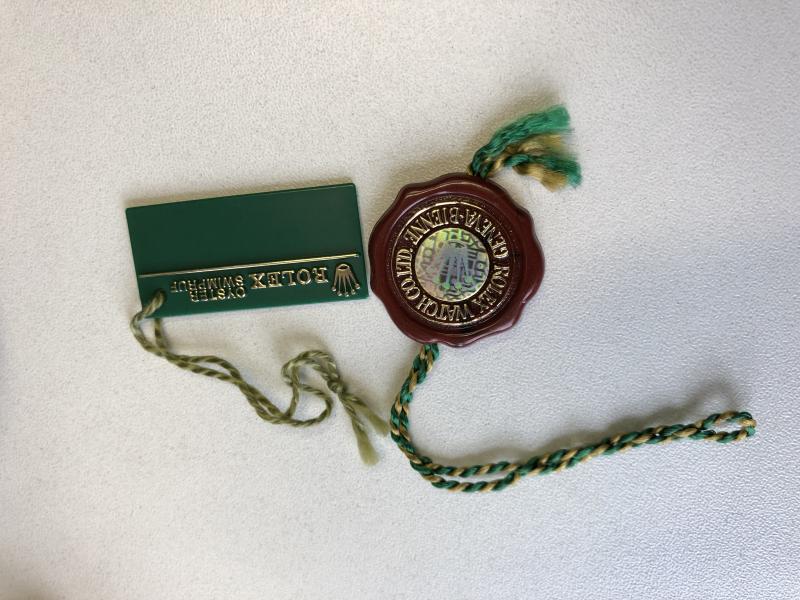 ROLEX
OYSTER
SWIMPRUF
ROLEX WATCH CO LTD.
GENEVA-BIENNE